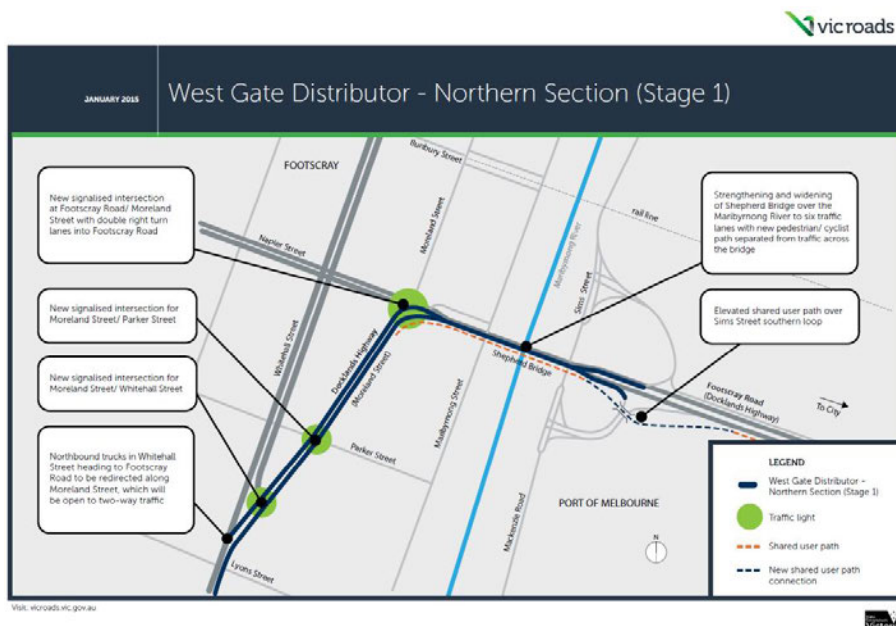 vicroads
JANUARY 2015
West Gate Distributor - Northern Section (Stage 1)
New signalised intersection
at Footscray Road/ Moreland
Street with double right turn
lanes into Footscray Road
New signalised intersection for
Moreland Street/ Parker Street
New signalised intersection for
Moreland Street/ Whitehall Street
Northbound trucks in Whitehall
Street heading to Footscray
Road to be redirected along
Moreland Street, which will
be open to two-way traffic
FOOTSCRAY
Bunbury Street
Napier Street
Moreland Street
Whitehall Street
Docklands Highway
(Moreland Street)
Maribyrnong Street
Parker Street
Lyons Street
Maribyrnong River
Sims Street
rail line
Shepherd Bridge
Mackenzie Road
PORT OF MELBOURNE
N
Footscray Road
(Docklands Highway)
To City
Strengthening and widening
of Shepherd Bridge over the
Maribyrnong River to six traffic
lanes with new pedestrian/ cyclist
path separated from traffic across
the bridge
Elevated shared user path over
Sims Street southern loop
LEGEND
West Gate Distributor -
Northern Section (Stage 1)
Traffic light
Shared user path
New shared user path
connection
Visit: vicroads.vic.gov.au